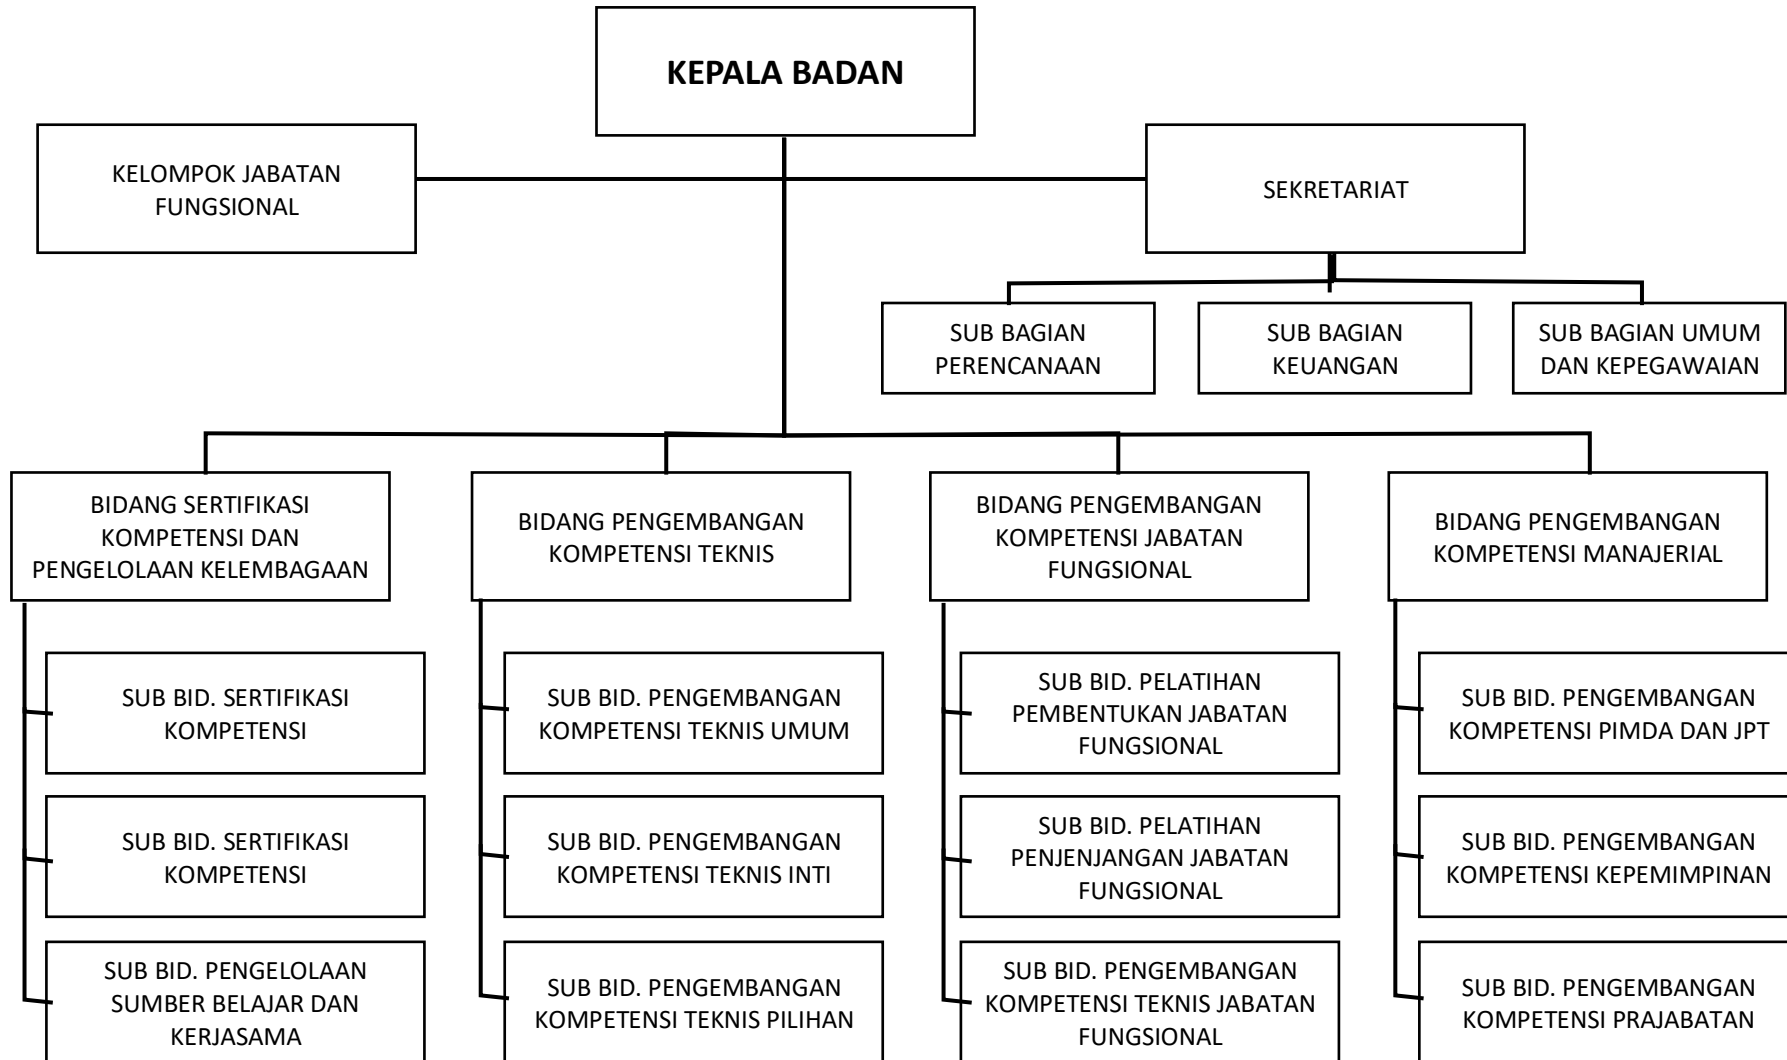 KEPALA BADAN
KELOMPOK JABATAN
FUNGSIONAL
SEKRETARIAT
SUB BAGIAN
PERENCANAAN
SUB BAGIAN
KEUANGAN
SUB BAGIAN UMUM
DAN KEPEGAWAIAN
BIDANG SERTIFIKASI
KOMPETENSI DAN
PENGELOLAAN KELEMBAGAAN
BIDANG PENGEMBANGAN
KOMPETENSI TEKNIS
BIDANG PENGEMBANGAN
KOMPETENSI JABATAN
FUNGSIONAL
BIDANG PENGEMBANGAN
KOMPETENSI MANAJERIAL
SUB BID. SERTIFIKASI
KOMPETENSI
SUB BID. PENGEMBANGAN
KOMPETENSI TEKNIS UMUM
SUB BID. PELATIHAN
PEMBENTUKAN JABATAN
FUNGSIONAL
SUB BID. PENGEMBANGAN
KOMPETENSI PIMDA DAN JPT
SUB BID. SERTIFIKASI
KOMPETENSI
SUB BID. PENGEMBANGAN
KOMPETENSI TEKNIS INTI
SUB BID. PELATIHAN
PENJENJANGAN JABATAN
FUNGSIONAL
SUB BID. PENGEMBANGAN
KOMPETENSI KEPEMIMPINAN
SUB BID. PENGELOLAAN
SUMBER BELAJAR DAN
KERJASAMA
SUB BID. PENGEMBANGAN
KOMPETENSI TEKNIS PILIHAN
SUB BID. PENGEMBANGAN
KOMPETENSI TEKNIS JABATAN
FUNGSIONAL
SUB BID. PENGEMBANGAN
KOMPETENSI PRAJABATAN